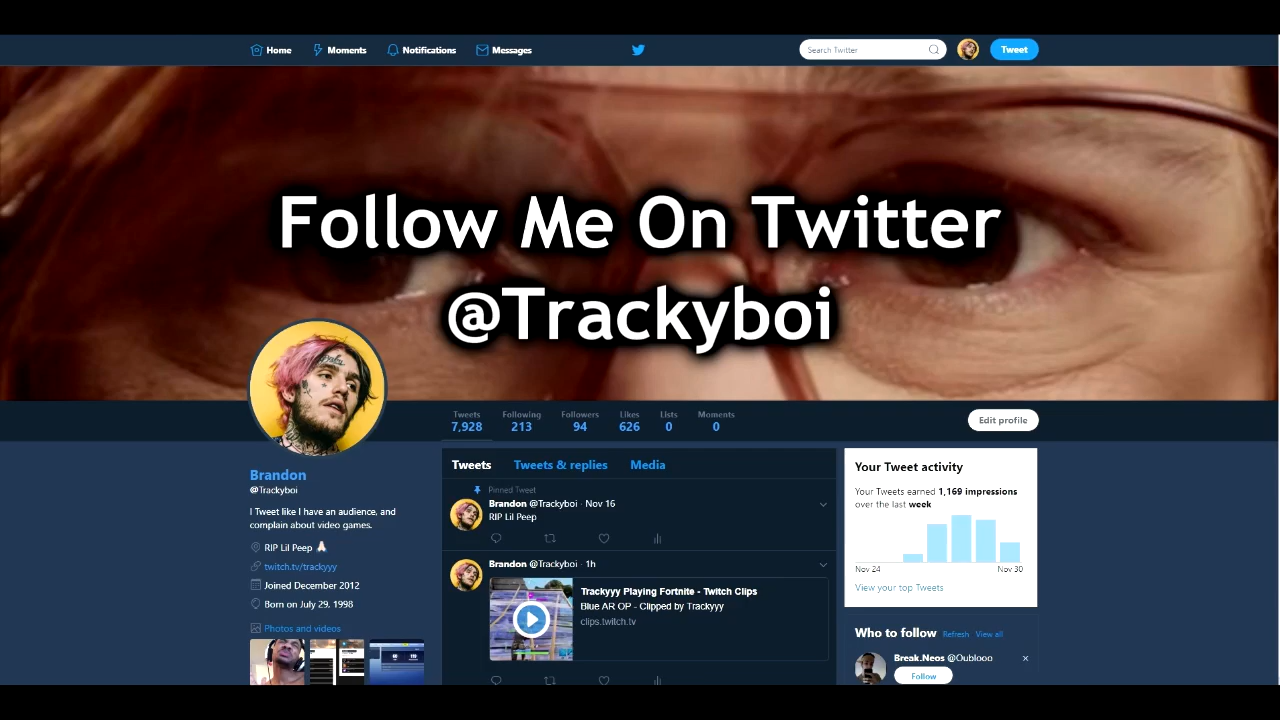 Home Moments Notifications Messages Search Twitter Tweet
Follow Me On Twitter
@Trackyboi
Tweets Following Followers Likes Lists Moments
7,928 213 94 626 0 0
Edit profile
Brandon
@Trackyboi
I Tweet like I have an audience, and
complain about video games.
RIP Lil Peep
twitch.tv/trackyyy
Joined December 2012
Born on July 29, 1998
Photos and videos
Tweets Tweets & replies Media
Pinned Tweet
Brandon @Trackyboi · Nov 16
RIP Lil Peep
Brandon @Trackyboi · 1h
Trackyyy Playing Fortnite - Twitch Clips
Blue AR OP - Clipped by Trackyyy
clips.twitch.tv
Your Tweet activity
Your Tweets earned 1,169 impressions
over the last week
Nov 24 Nov 30
View your top Tweets
Who to follow Refresh View all
Break.Neos @Oublooo
Follow